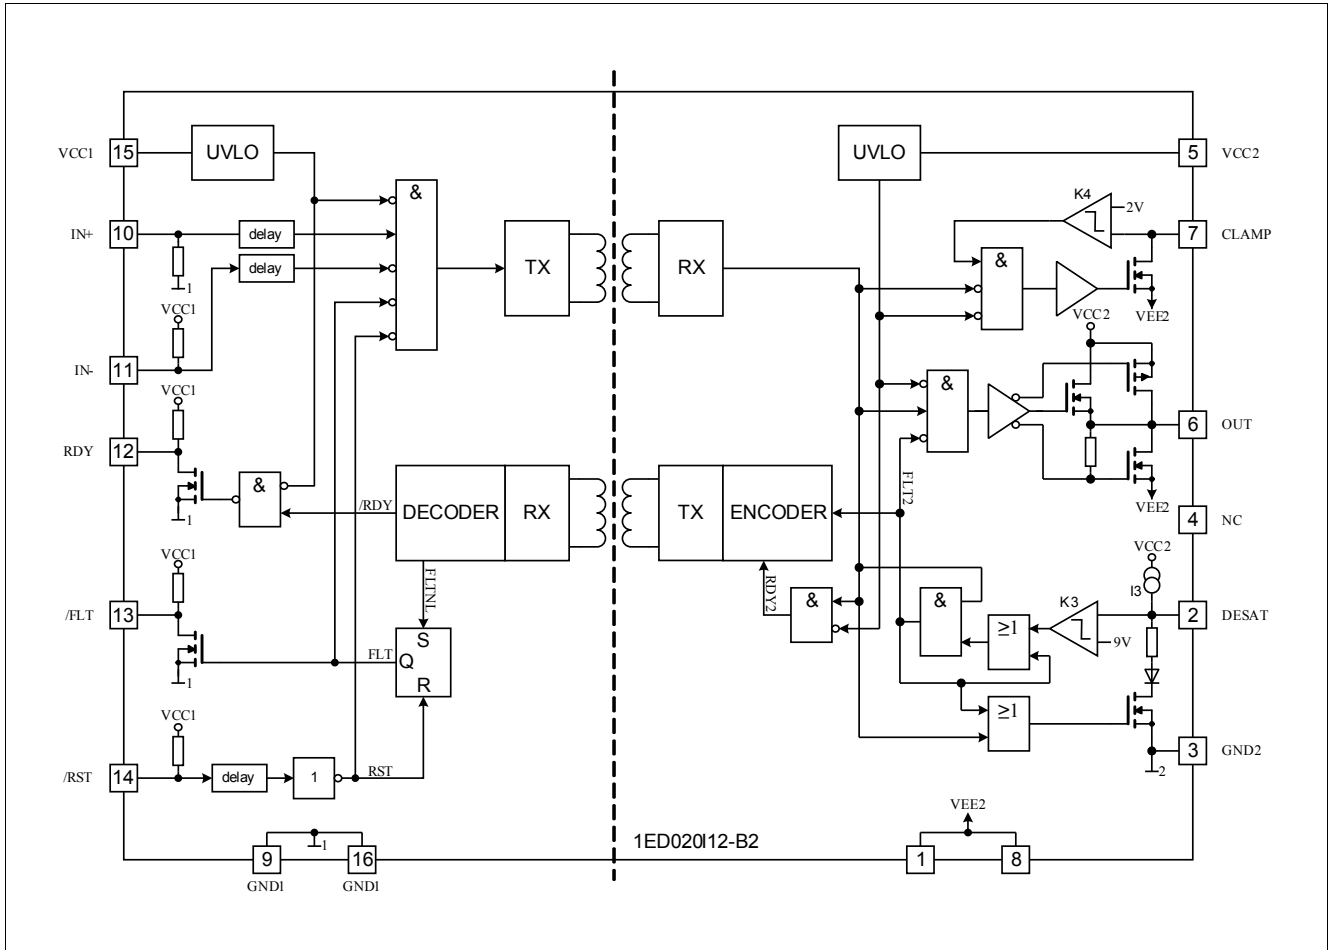 VCC1
15
UVLO
UVLO
5
VCC2
&
K4
2V
IN+
10
delay
7
CLAMP
delay
TX
RX
&
1
VCC1
VEE2
VCC2
IN-
11
VCC1
&
RDY
12
6
OUT
&
/RDY
DECODER
RX
TX
ENCODER
FLT2
VEE2
1
4
NC
VCC1
FLTNL
RDY2
VCC2
I3
&
&
K3
/FLT
13
≥1
2
DESAT
9V
S
FLT
Q
R
1
VCC1
≥1
3
GND2
/RST
14
delay
1
RST
2
VEE2
1
1ED020I12-B2
9
16
1
8
GND1
GND1